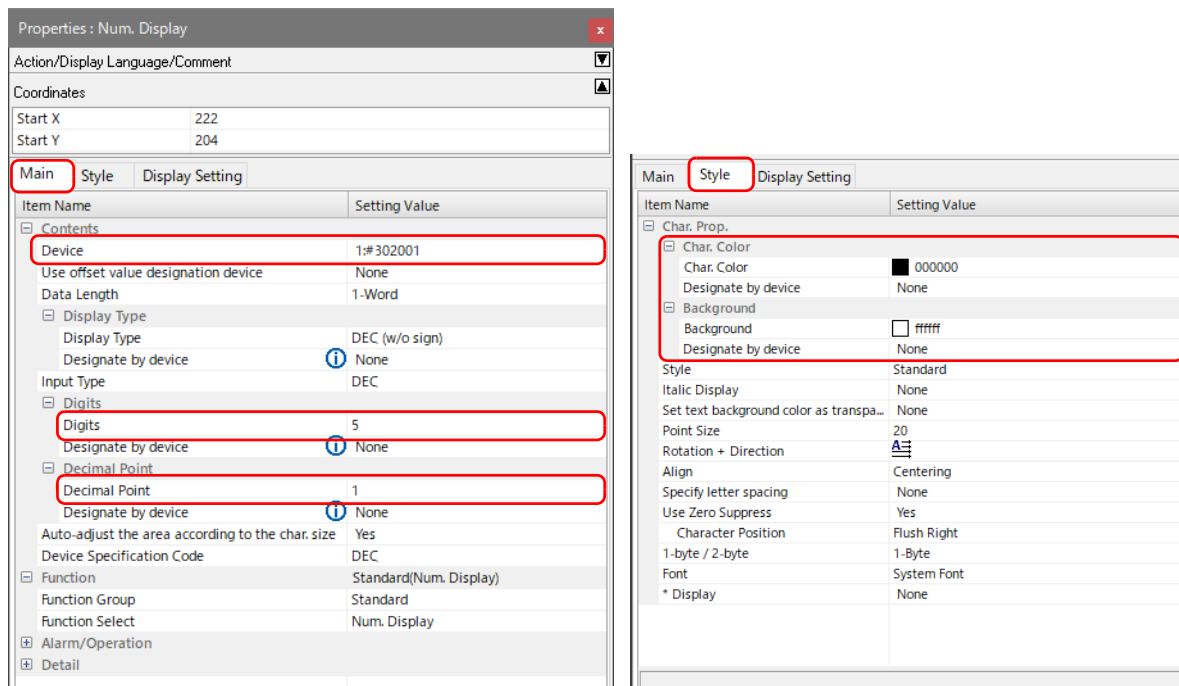 Properties : Num. Display
x
Action/Display Language/Comment
Coordinates
Start X 222
Start Y 204
Main Style Display Setting
Item Name Setting Value
Contents
Device 1:#302001
Use offset value designation device None
Data Length 1-Word
Display Type
Display Type DEC (w/o sign)
Designate by device None
Input Type DEC
Digits
Digits 5
Designate by device None
Decimal Point
Decimal Point 1
Designate by device None
Auto-adjust the area according to the char. size Yes
Device Specification Code DEC
Function Standard(Num. Display)
Function Group Standard
Function Select Num. Display
Alarm/Operation
Detail
Main Style Display Setting
Item Name Setting Value
Char. Prop.
Char. Color
Char. Color 000000
Designate by device None
Background
Background ffffff
Designate by device None
Style Standard
Italic Display None
Set text background color as transpa... None
Point Size 20
Rotation + Direction A
Align Centering
Specify letter spacing None
Use Zero Suppress Yes
Character Position Flush Right
1-byte / 2-byte 1-Byte
Font System Font
* Display None